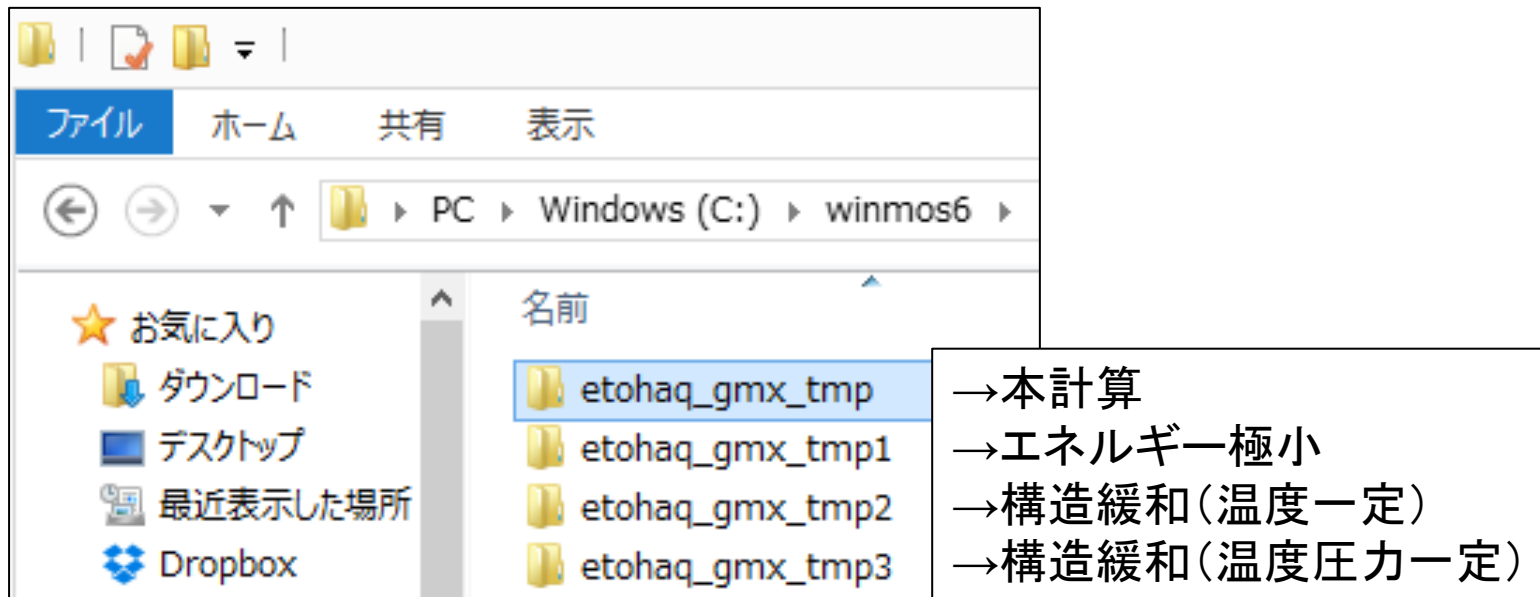 ファイル ホーム 共有 表示
PC Windows (C:) winmos6
お気に入り
ダウンロード
デスクトップ
最近表示した場所
Dropbox
名前
etohaq_gmx_tmp
etohaq_gmx_tmp1
etohaq_gmx_tmp2
etohaq_gmx_tmp3
→本計算
→エネルギー極小
→構造緩和(温度一定)
→構造緩和(温度圧力一定)